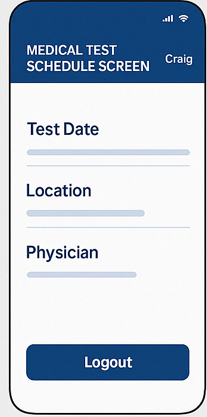 MEDICAL TEST
SCHEDULE SCREEN
Craig
Test Date
Location
Physician
Logout